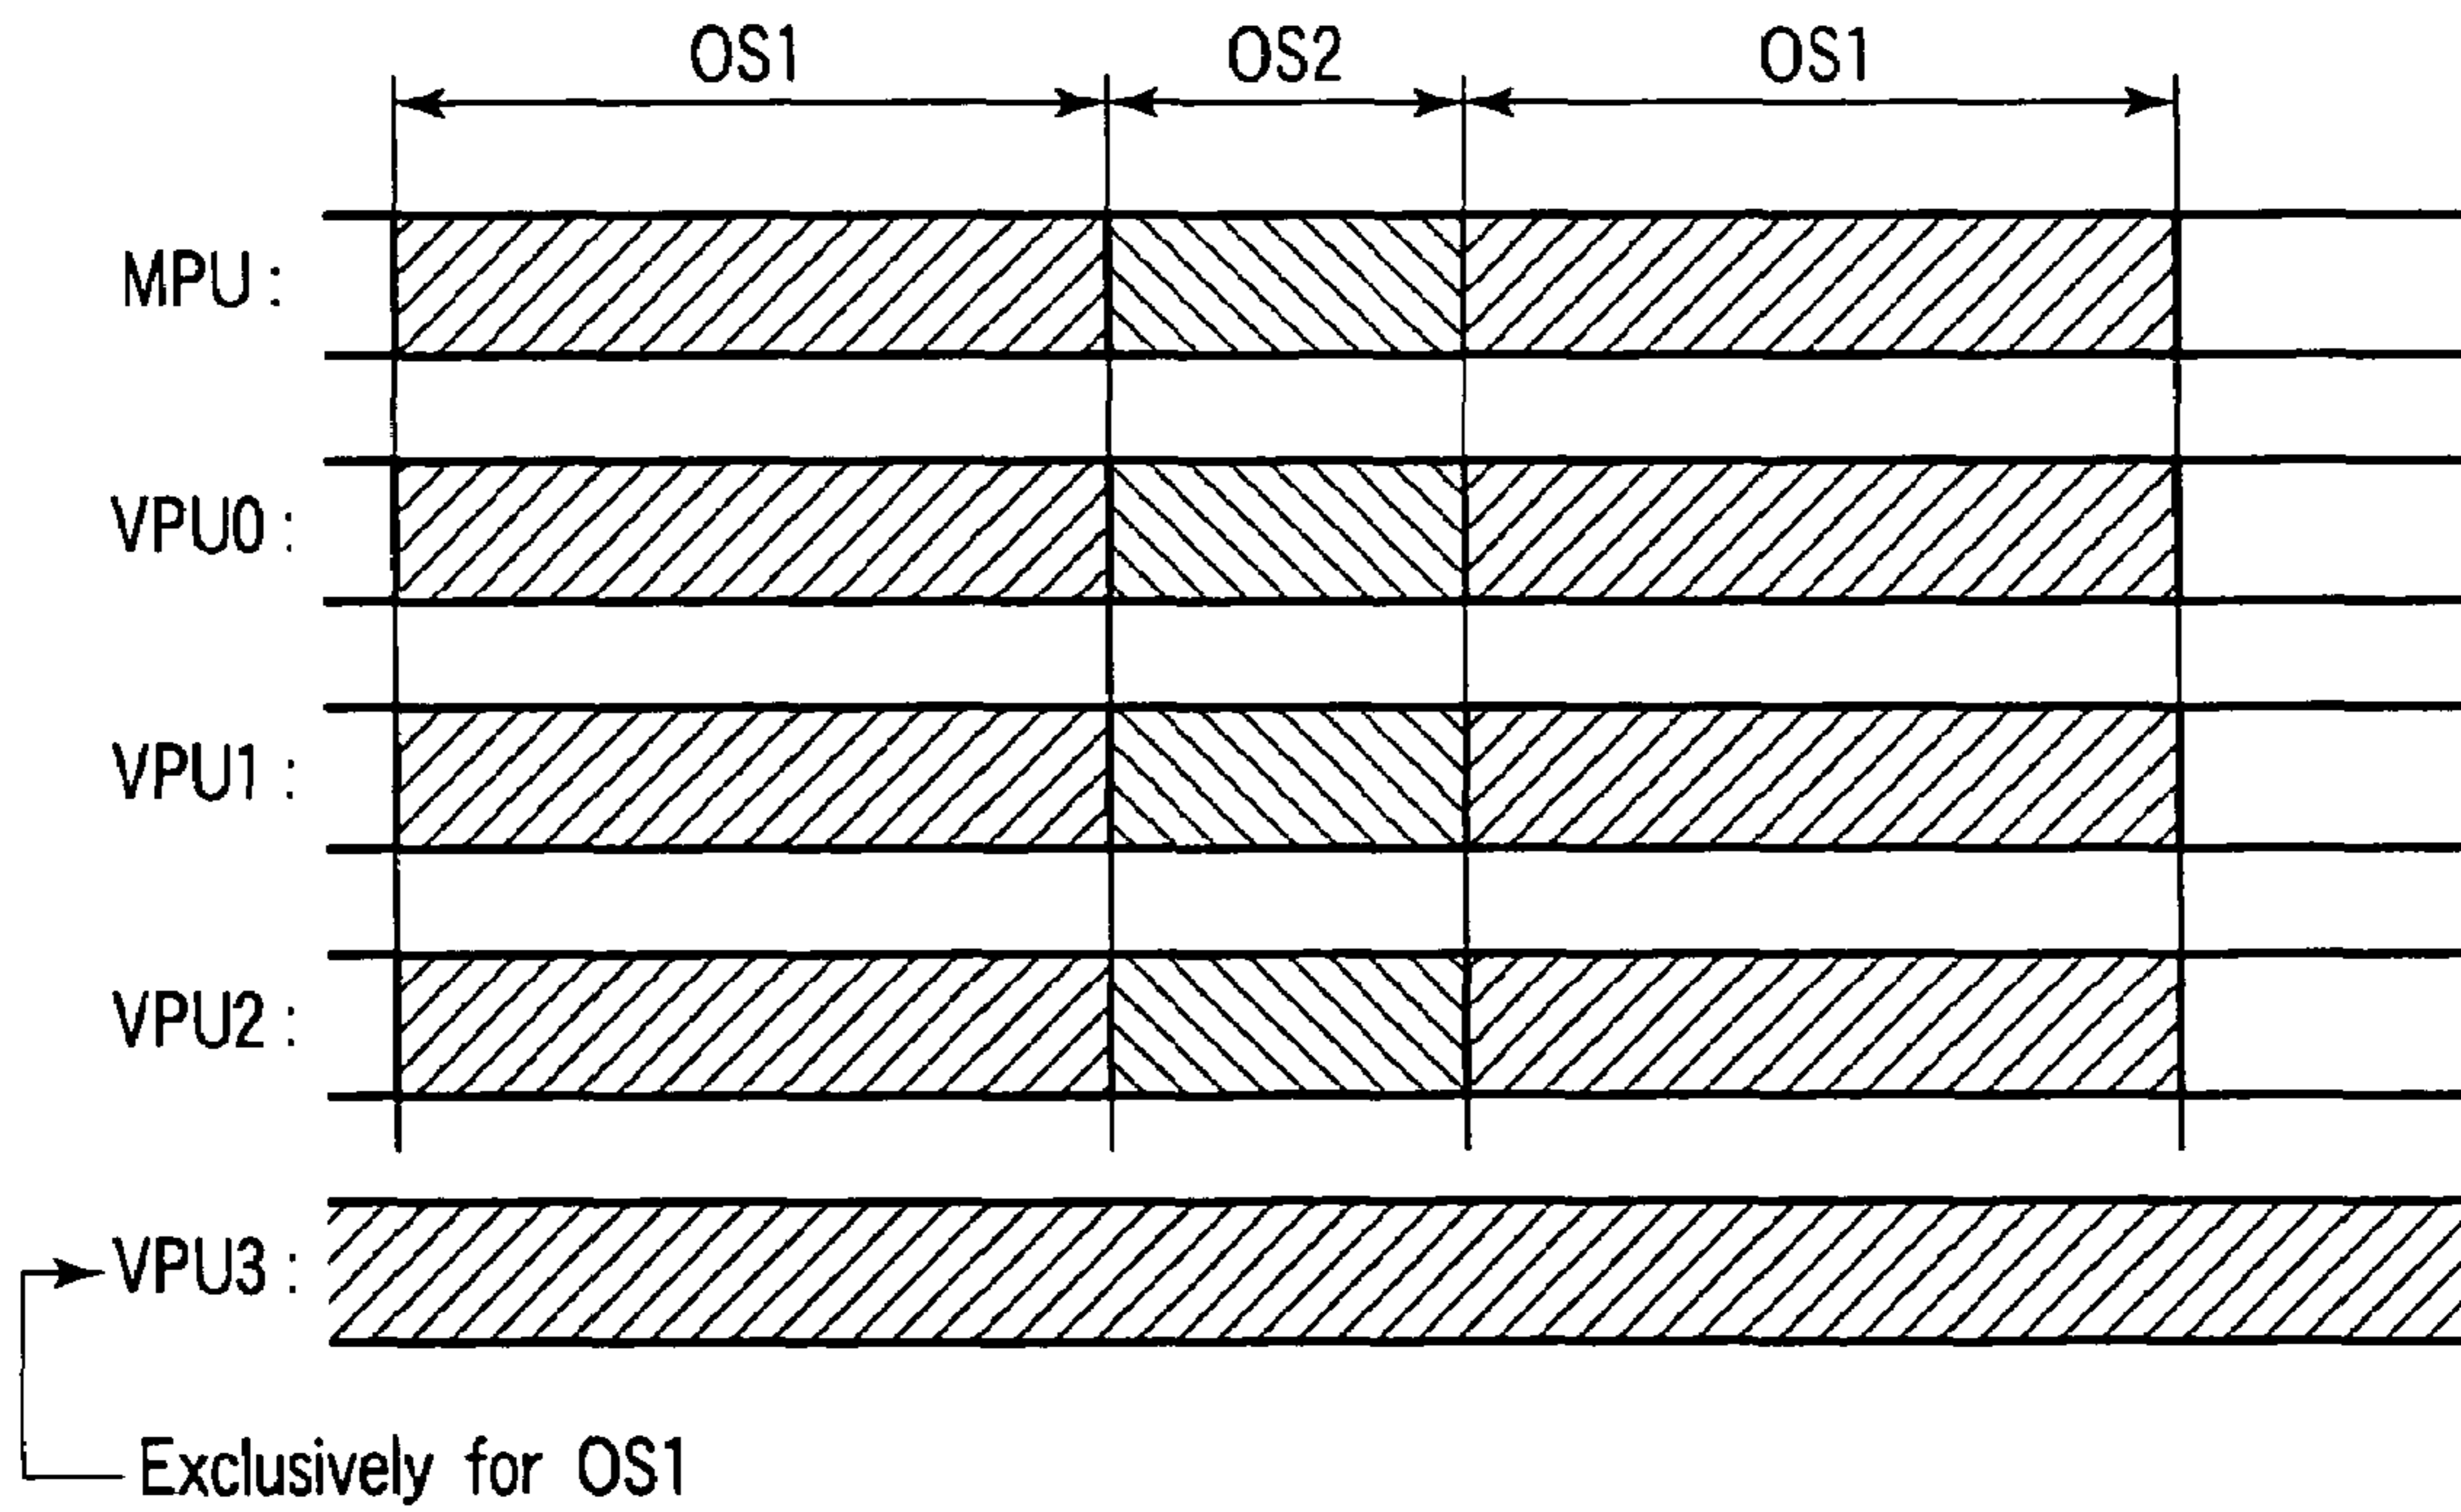 OS1 OS2 OS1
MPU :
VPU0 :
VPU1 :
VPU2 :
VPU3 :
Exclusively for OS1